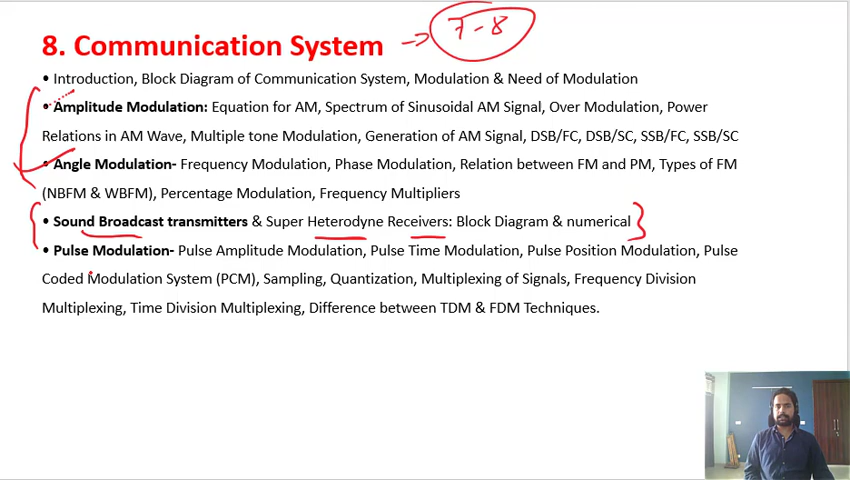 8. Communication System → 7 - 8
• Introduction, Block Diagram of Communication System, Modulation & Need of Modulation
• Amplitude Modulation: Equation for AM, Spectrum of Sinusoidal AM Signal, Over Modulation, Power
Relations in AM Wave, Multiple tone Modulation, Generation of AM Signal, DSB/FC, DSB/SC, SSB/FC, SSB/SC
• Angle Modulation- Frequency Modulation, Phase Modulation, Relation between FM and PM, Types of FM
(NBFM & WBFM), Percentage Modulation, Frequency Multipliers
• Sound Broadcast transmitters & Super Heterodyne Receivers: Block Diagram & numerical
• Pulse Modulation- Pulse Amplitude Modulation, Pulse Time Modulation, Pulse Position Modulation, Pulse
Coded Modulation System (PCM), Sampling, Quantization, Multiplexing of Signals, Frequency Division
Multiplexing, Time Division Multiplexing, Difference between TDM & FDM Techniques.